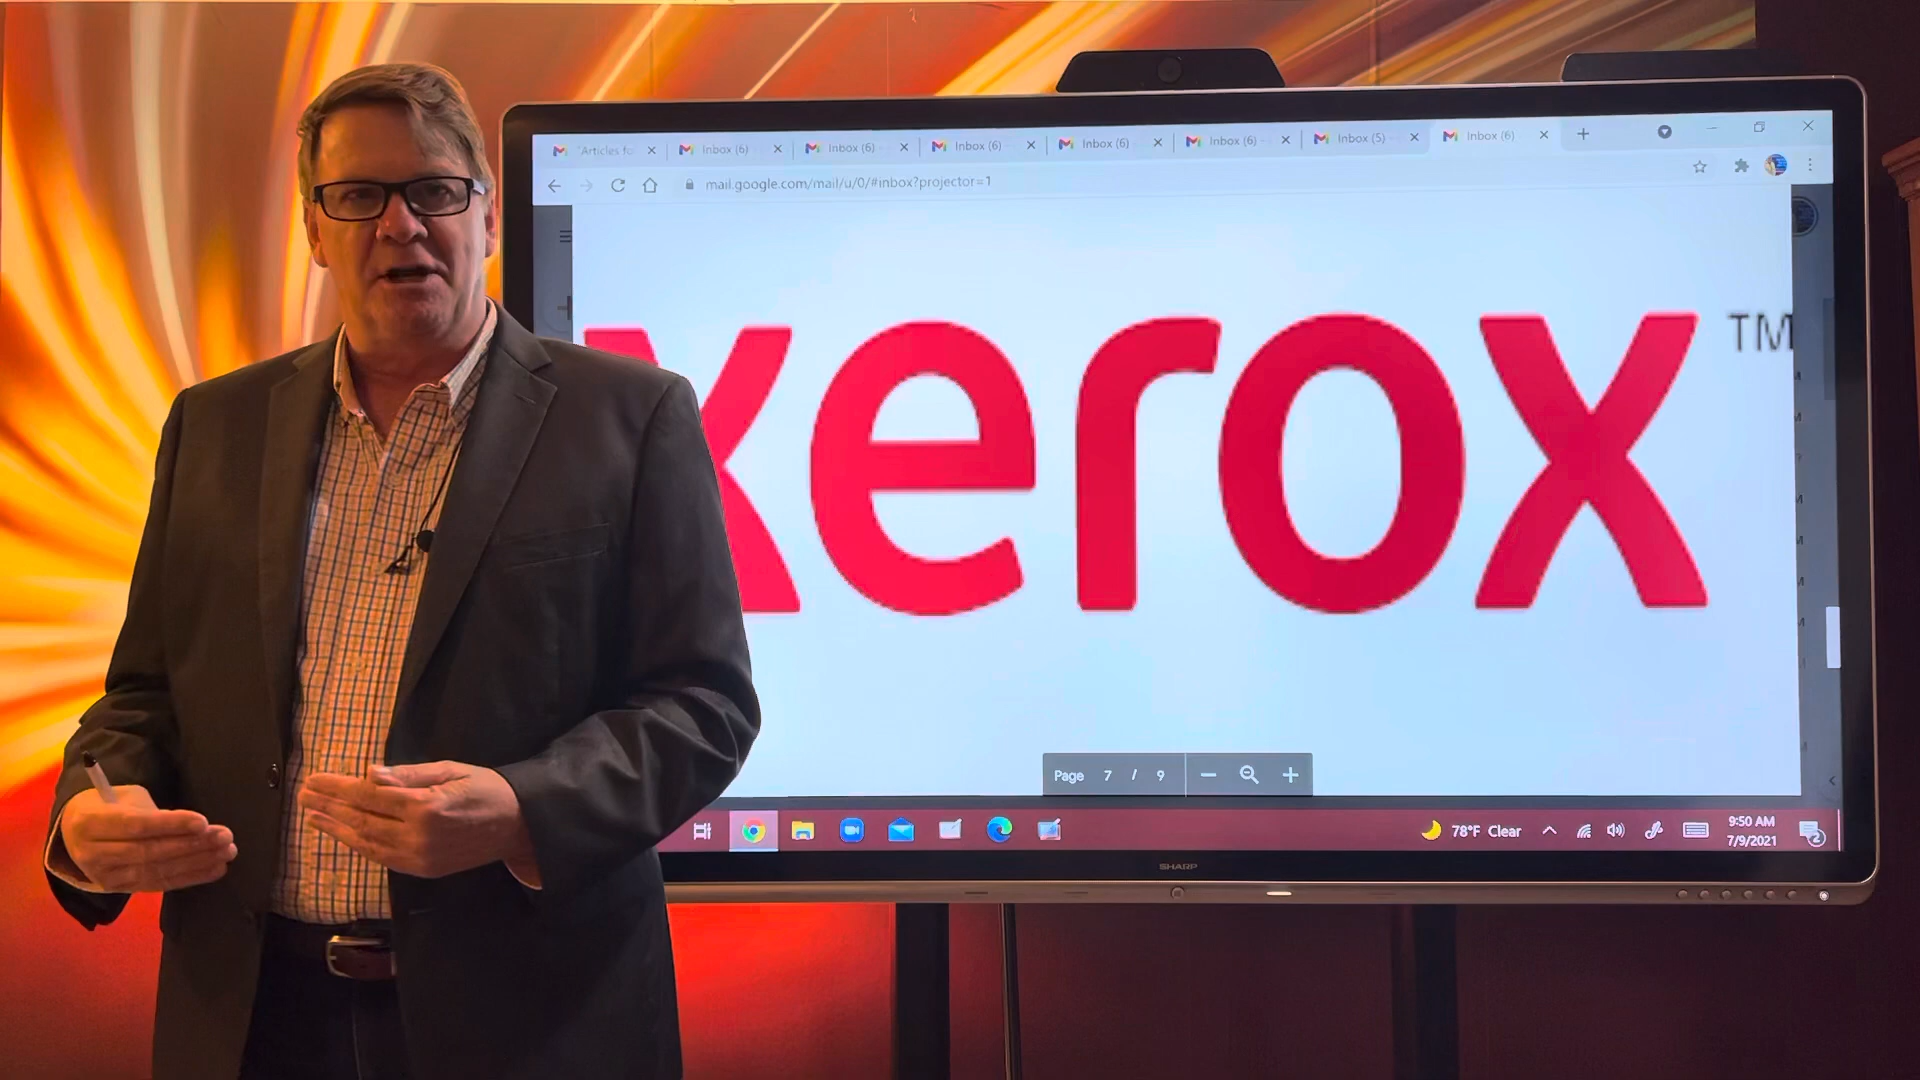 "Articles fo
Inbox (6)
Inbox (6)
Inbox (6)
Inbox (6)
Inbox (6)
Inbox (5)
Inbox (6)
mail.google.com/mail/u/0/#inbox?projector=1
xerox
TM
Page 7 / 9
78°F Clear
9:50 AM
7/9/2021
2
SHARP